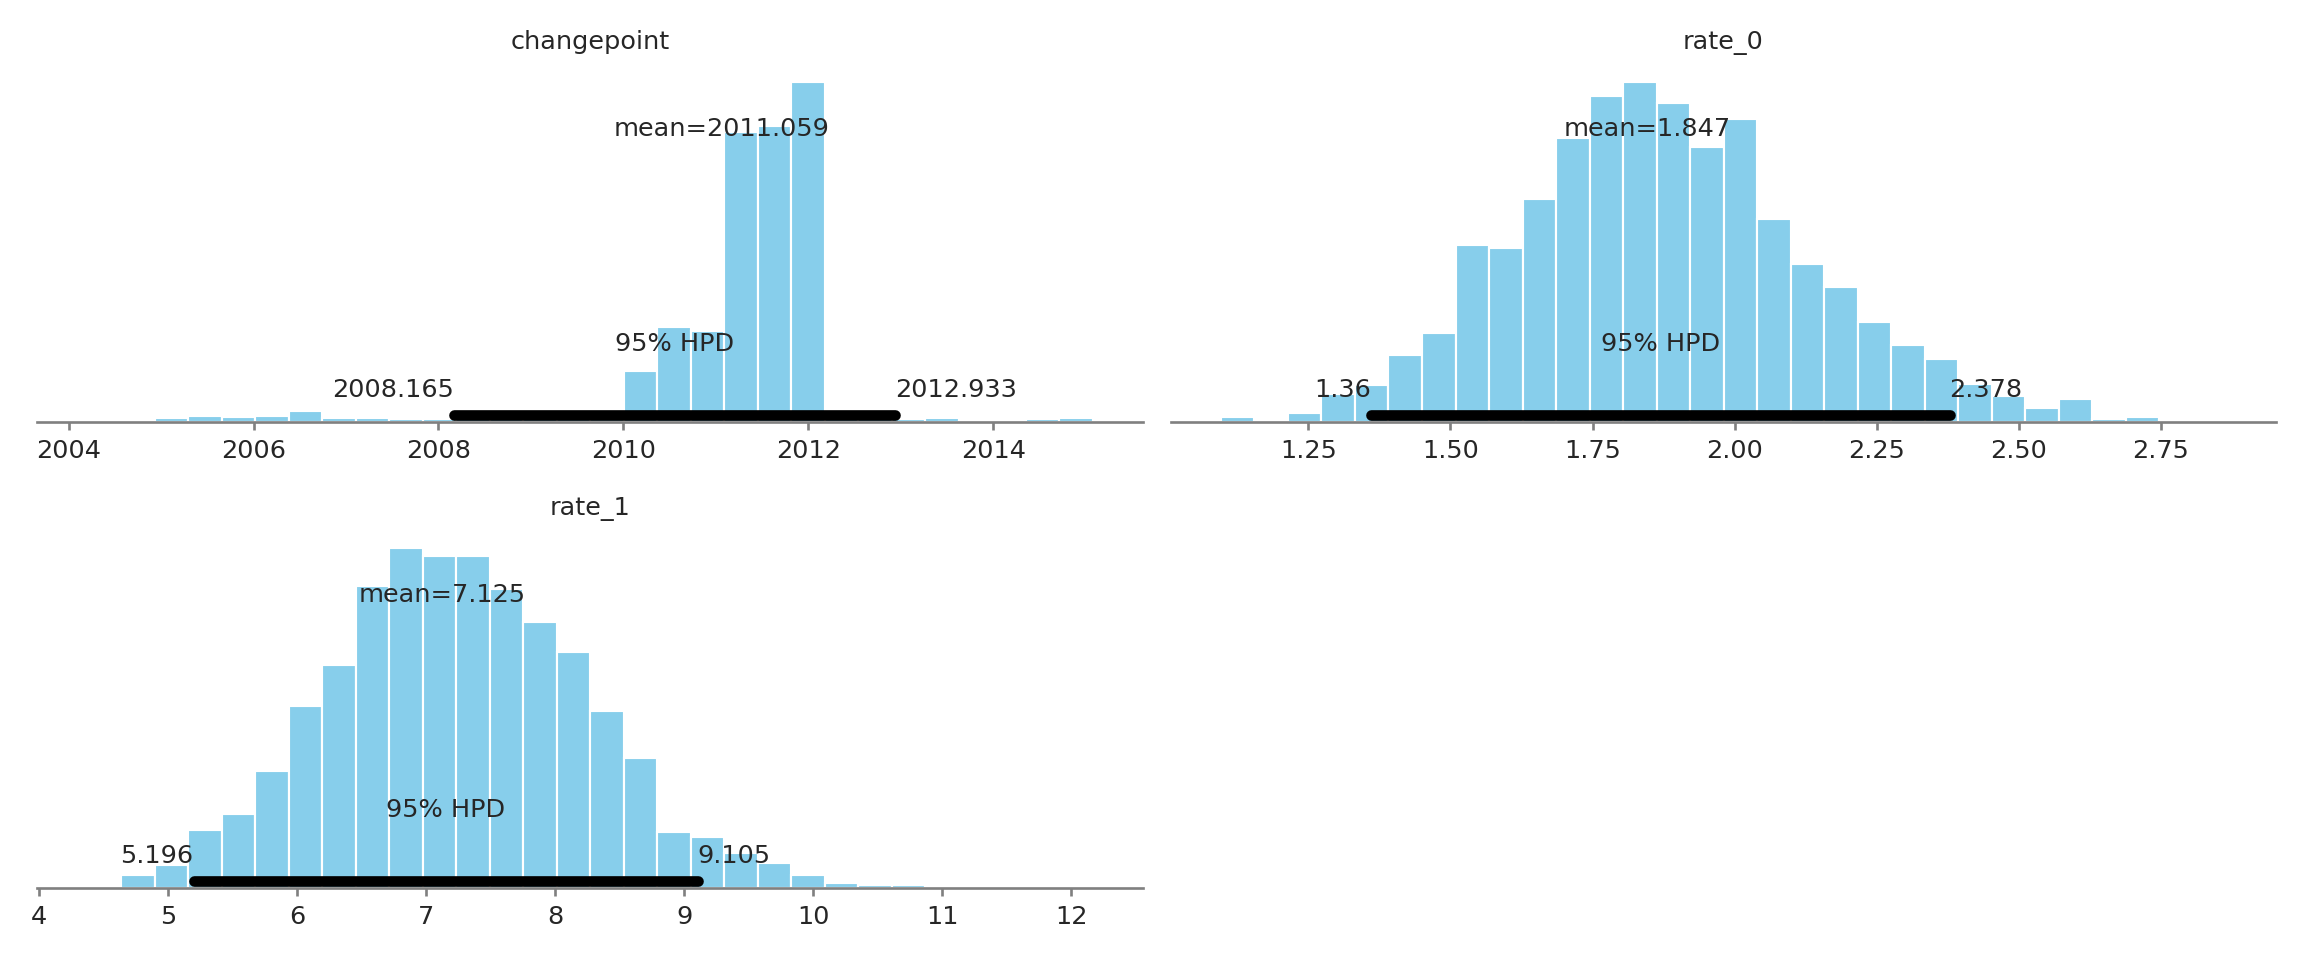 changepoint
mean=2011.059
95% HPD
2008.165 2012.933
2004 2006 2008 2010 2012 2014
rate_0
mean=1.847
95% HPD
1.36 2.378
1.25 1.50 1.75 2.00 2.25 2.50 2.75
rate_1
mean=7.125
95% HPD
5.196 9.105
4 5 6 7 8 9 10 11 12